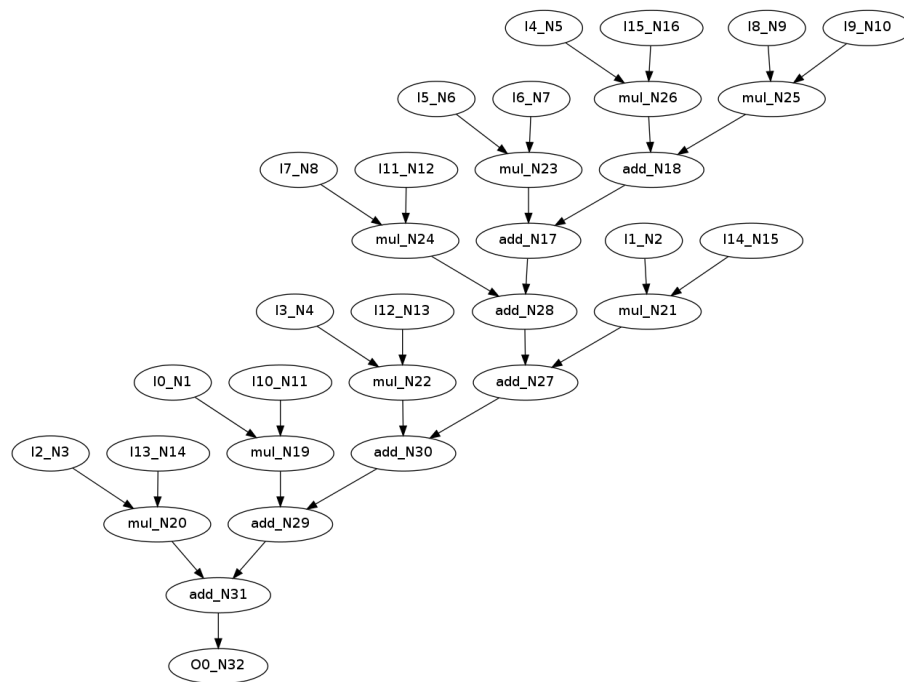 I4_N5 I15_N16 I8_N9 I9_N10
I5_N6 I6_N7 mul_N26 mul_N25
I7_N8 I11_N12 mul_N23 add_N18
mul_N24 add_N17 I1_N2 I14_N15
I3_N4 I12_N13 add_N28 mul_N21
I0_N1 I10_N11 mul_N22 add_N27
I2_N3 I13_N14 mul_N19 add_N30
mul_N20 add_N29
add_N31
O0_N32